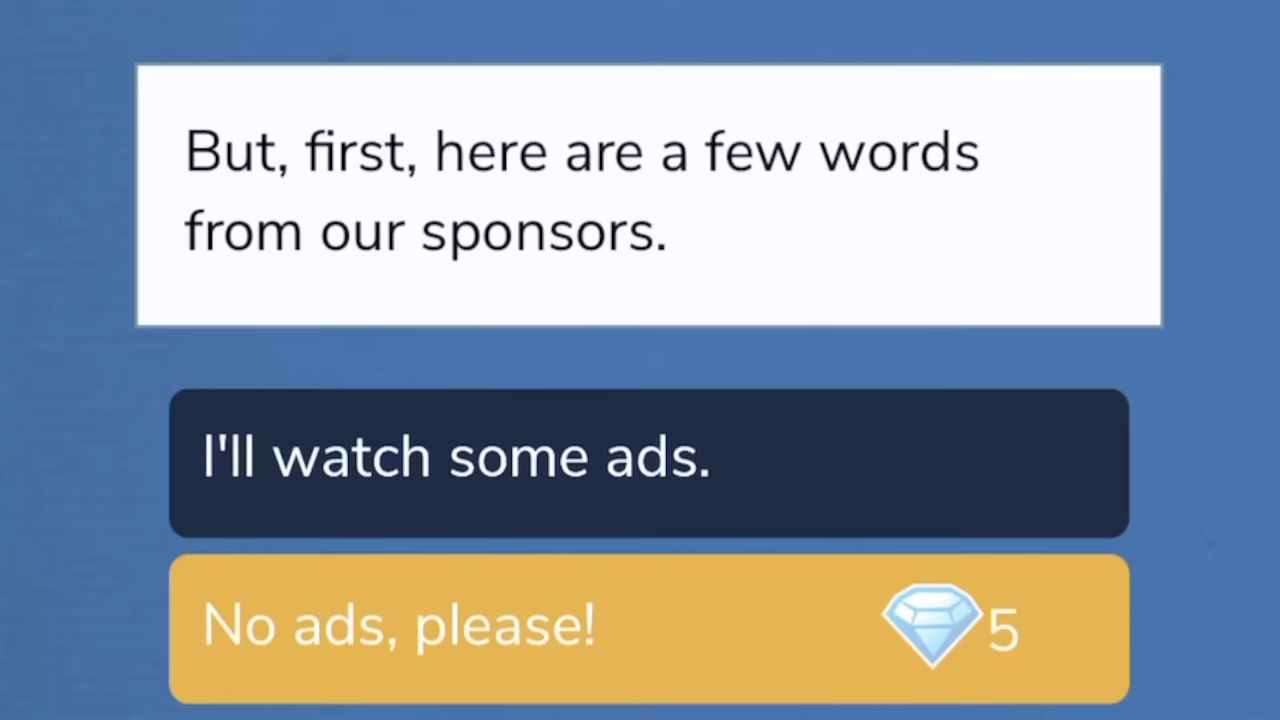 But, first, here are a few words
from our sponsors.
I'll watch some ads.
No ads, please! 5